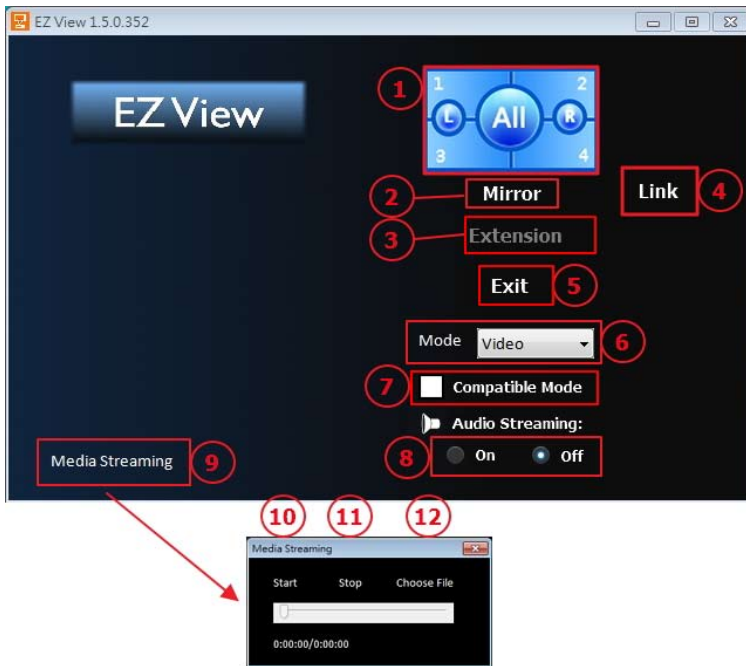 EZ View 1.5.0.352
EZ View
1
1 2
L All R
3 4
2 Mirror
Link 4
3 Extension
Exit 5
Mode Video 6
7 Compatible Mode
Audio Streaming:
8 On Off
Media Streaming 9
10 11 12
Media Streaming
Start Stop Choose File
0:00:00/0:00:00